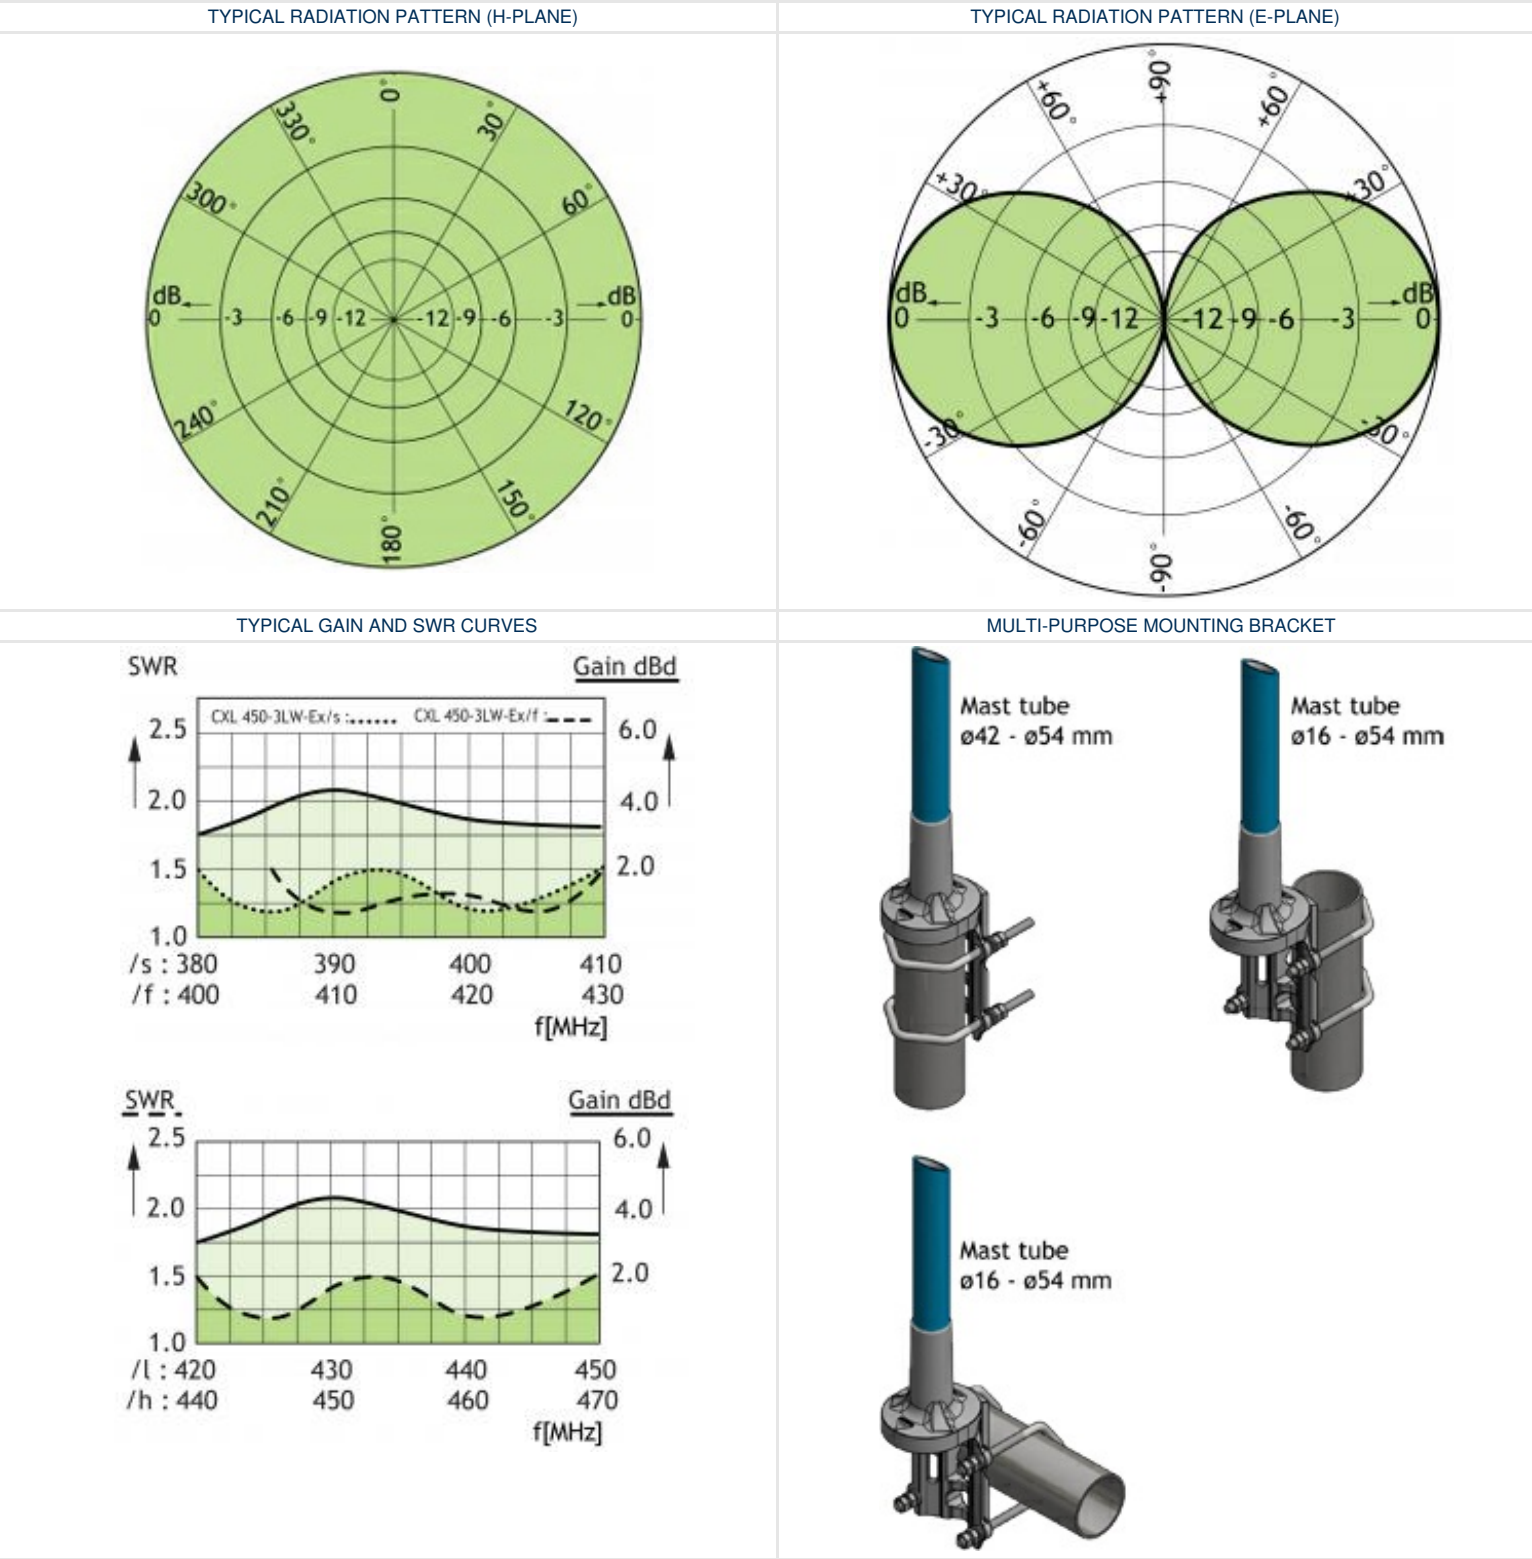 TYPICAL RADIATION PATTERN (H-PLANE)
0°
330°
30°
300°
60°
dB
dB
0 -3 -6 -9 -12 -12 -9 -6 -3 0
240°
120°
210°
150°
180°
TYPICAL RADIATION PATTERN (E-PLANE)
+90°
+60°
+60°
+30°
+30°
dB
dB
0 -3 -6 -9 -12 -12 -9 -6 -3 0
-30°
-30°
-60°
-60°
-90°
TYPICAL GAIN AND SWR CURVES
SWR
Gain dBd
CXL 450-3LW-Ex/s : CXL 450-3LW-Ex/f :
2.5
6.0
2.0
4.0
1.5
2.0
1.0
/s : 380 390 400 410
/f : 400 410 420 430
f[MHz]
SWR
Gain dBd
2.5
6.0
2.0
4.0
1.5
2.0
1.0
/l : 420 430 440 450
/h : 440 450 460 470
f[MHz]
MULTI-PURPOSE MOUNTING BRACKET
Mast tube
ø42 - ø54 mm
Mast tube
ø16 - ø54 mm
Mast tube
ø16 - ø54 mm